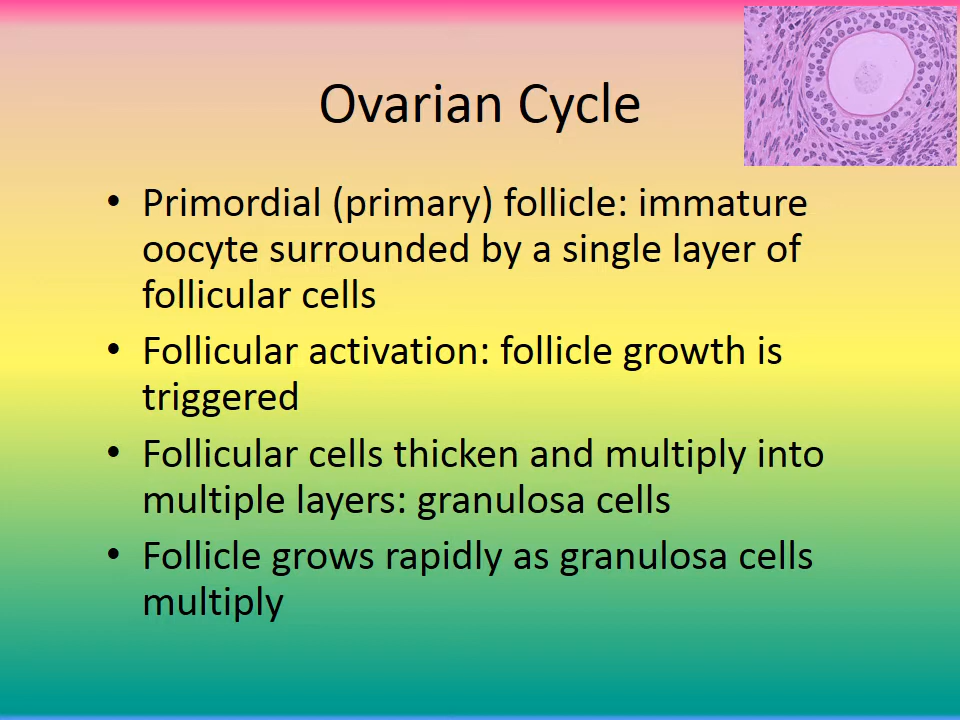 Ovarian Cycle
• Primordial (primary) follicle: immature
oocyte surrounded by a single layer of
follicular cells
• Follicular activation: follicle growth is
triggered
• Follicular cells thicken and multiply into
multiple layers: granulosa cells
• Follicle grows rapidly as granulosa cells
multiply